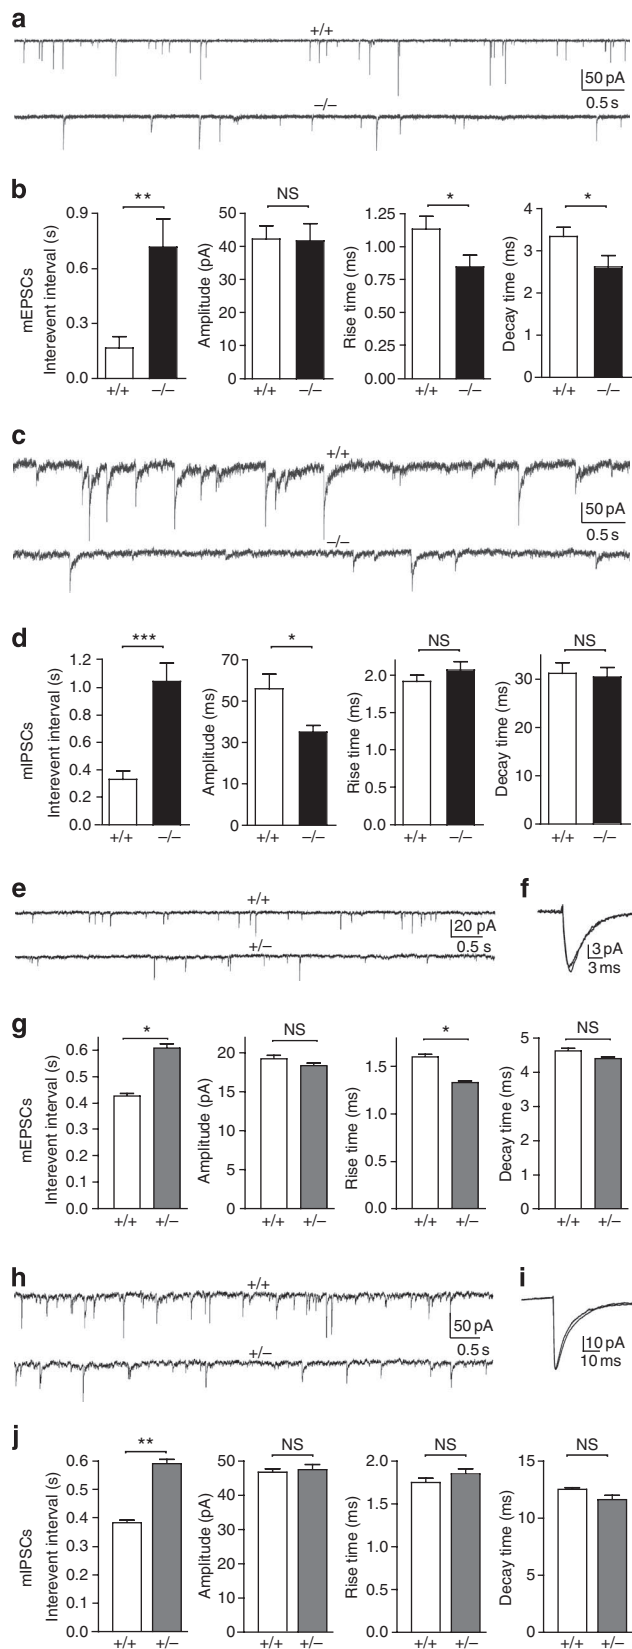 a
+/+
50 pA
0.5 s
–/–
b
** NS * *
mEPSCs
Interevent interval (s)
0.9
0.6
0.3
0.0
+/+ –/–
Amplitude (pA)
50
40
30
20
10
0
+/+ –/–
Rise time (ms)
1.25
1.00
0.75
0.50
0.25
0.00
+/+ –/–
Decay time (ms)
4
3
2
1
0
+/+ –/–
c
+/+
50 pA
0.5 s
–/–
d
*** * NS NS
mIPSCs
Interevent interval (s)
1.2
1.0
0.8
0.6
0.4
0.2
0.0
+/+ –/–
Amplitude (ms)
70
50
30
10
0
+/+ –/–
Rise time (ms)
2.0
1.5
1.0
0.5
0.0
+/+ –/–
Decay time (ms)
30
20
10
0
+/+ –/–
e
+/+
20 pA
0.5 s
+/–
f
3 pA
3 ms
g
* NS * NS
mEPSCs
Interevent interval (s)
0.6
0.5
0.4
0.3
0.2
0.1
0.0
+/+ +/–
Amplitude (pA)
20
15
10
5
0
+/+ +/–
Rise time (ms)
1.5
1.0
0.5
0.0
+/+ +/–
Decay time (ms)
5
4
3
2
1
0
+/+ +/–
h
+/+
50 pA
0.5 s
+/–
i
10 pA
10 ms
j
** NS NS NS
mIPSCs
Interevent interval (s)
0.6
0.5
0.4
0.3
0.2
0.1
0.0
+/+ +/–
Amplitude (pA)
50
40
30
20
10
0
+/+ +/–
Rise time (ms)
2.0
1.5
1.0
0.5
0.0
+/+ +/–
Decay time (ms)
15
10
5
0
+/+ +/–